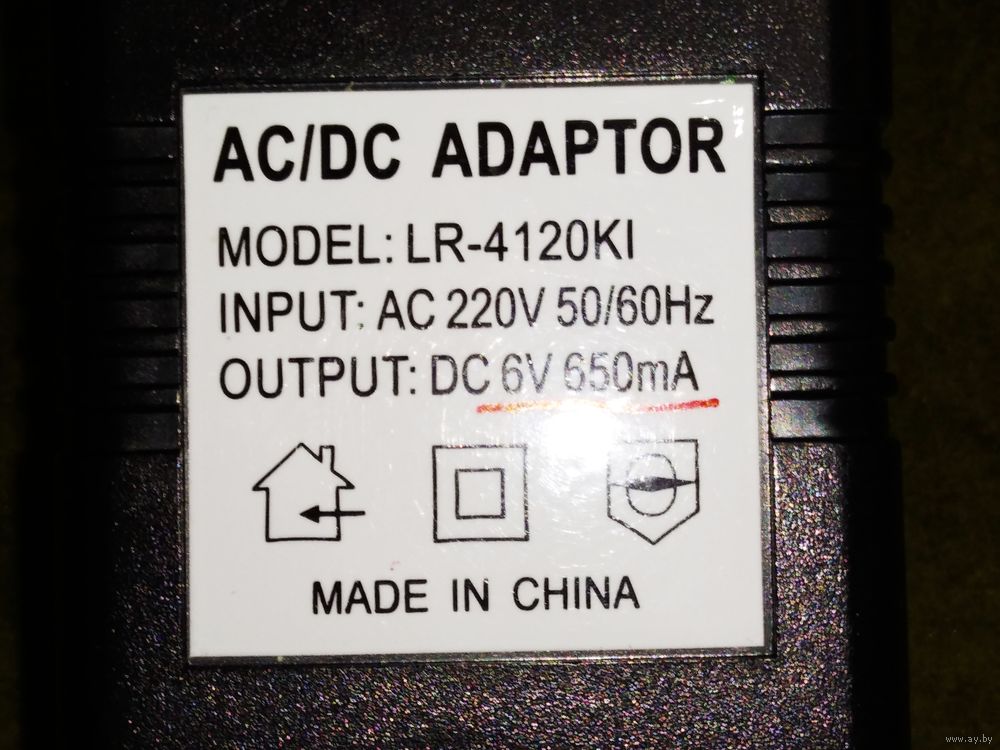 AC/DC ADAPTOR
MODEL: LR-4120KI
INPUT: AC 220V 50/60Hz
OUTPUT: DC 6V 650mA
MADE IN CHINA
www.ay.by